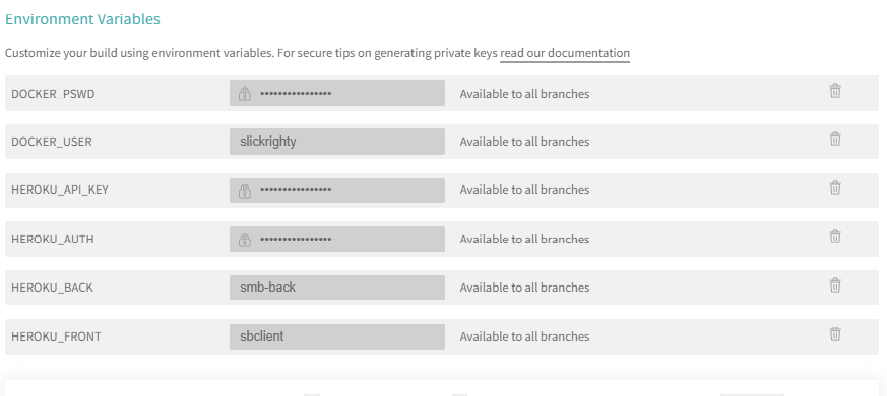 Environment Variables
Customize your build using environment variables. For secure tips on generating private keys read our documentation
DOCKER_PSWD •••••••••••••••• Available to all branches
DOCKER_USER slickrighty Available to all branches
HEROKU_API_KEY •••••••••••••••• Available to all branches
HEROKU_AUTH •••••••••••••••• Available to all branches
HEROKU_BACK smb-back Available to all branches
HEROKU_FRONT sbclient Available to all branches